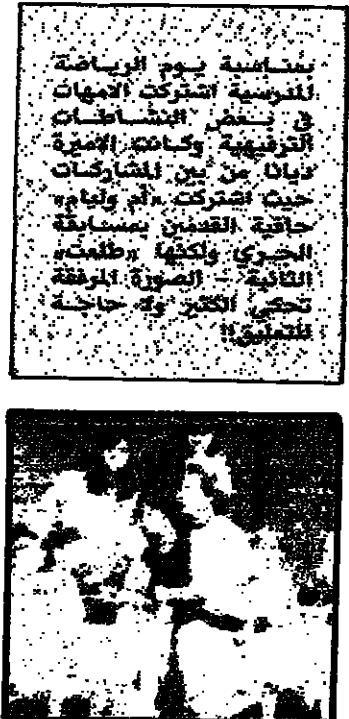 بمناسبة يوم الرياضة
المدرسية اشتركت الامهات
في بعض النشاطات
الترفيهية وكانت الاميرة
ديانا من بين المشاركات
حيث اشتركت «أم وليام»
حافية القدمين بمسابقة
الجري ولكنها «طلعت»
الثانية - الصورة المرفقة
تحكي الكثير ولا حاجة
للتعليق!!